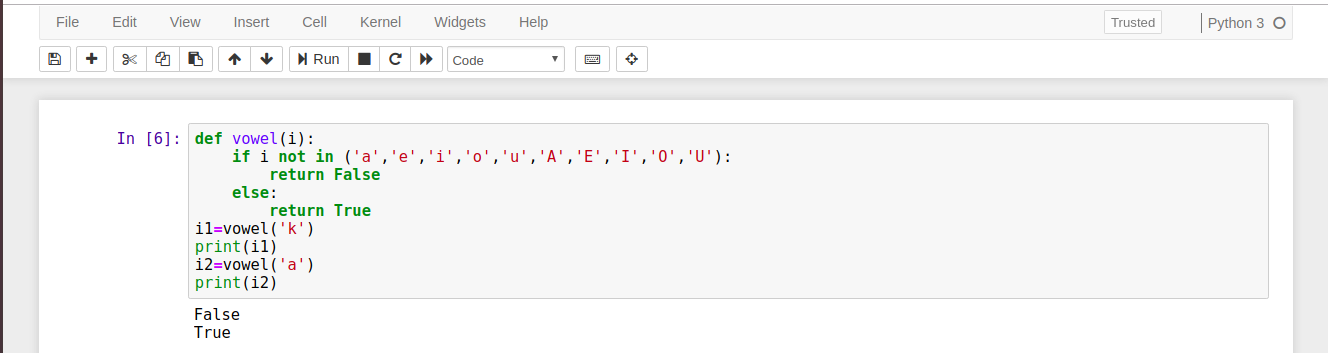 File Edit View Insert Cell Kernel Widgets Help Trusted Python 3
Run Code
In [6]: def vowel(i):
    if i not in ('a','e','i','o','u','A','E','I','O','U'):
        return False
    else:
        return True
i1=vowel('k')
print(i1)
i2=vowel('a')
print(i2)
False
True